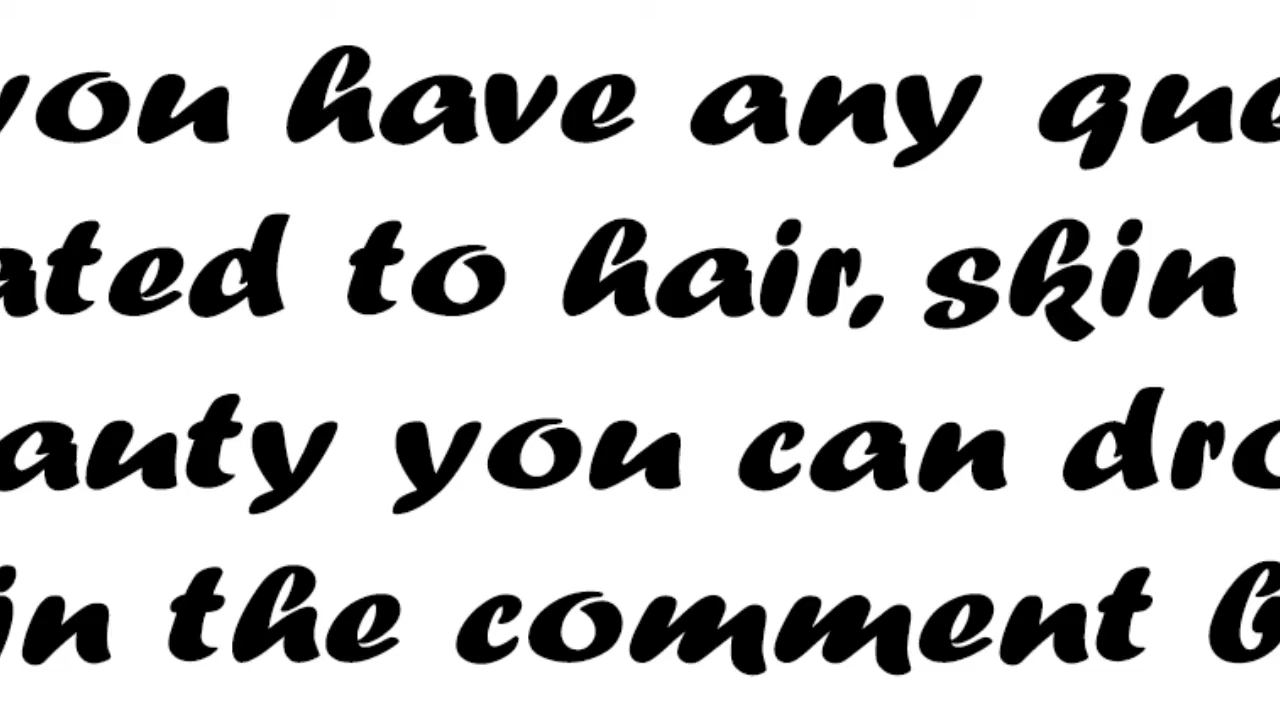 you have any que
ated to hair, skin
auty you can dro
in the comment b